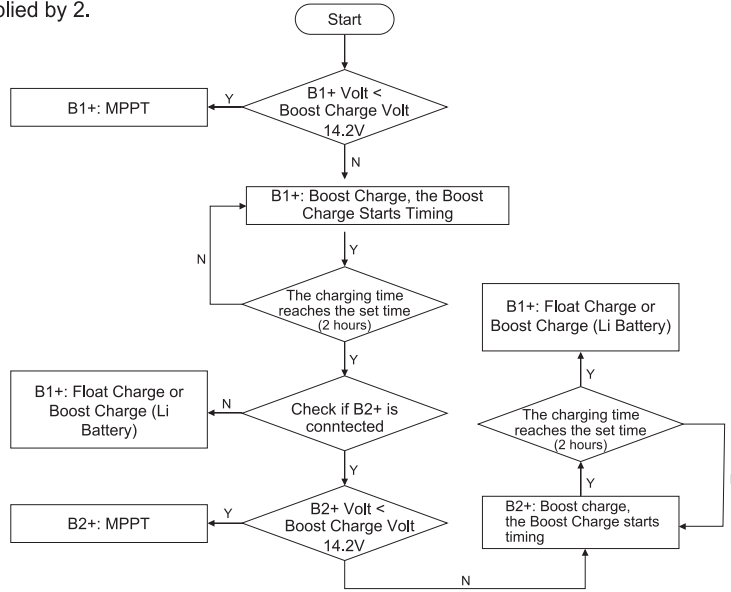 plied by 2.
Start
B1+ Volt <
Boost Charge Volt
14.2V
Y
B1+: MPPT
N
B1+: Boost Charge, the Boost
Charge Starts Timing
Y
N
The charging time
reaches the set time
(2 hours)
Y
Check if B2+ is
conntected
N
B1+: Float Charge or
Boost Charge (Li
Battery)
Y
B2+ Volt <
Boost Charge Volt
14.2V
Y
B2+: MPPT
N
B2+: Boost charge,
the Boost Charge starts
timing
Y
The charging time
reaches the set time
(2 hours)
Y
B1+: Float Charge or
Boost Charge (Li Battery)